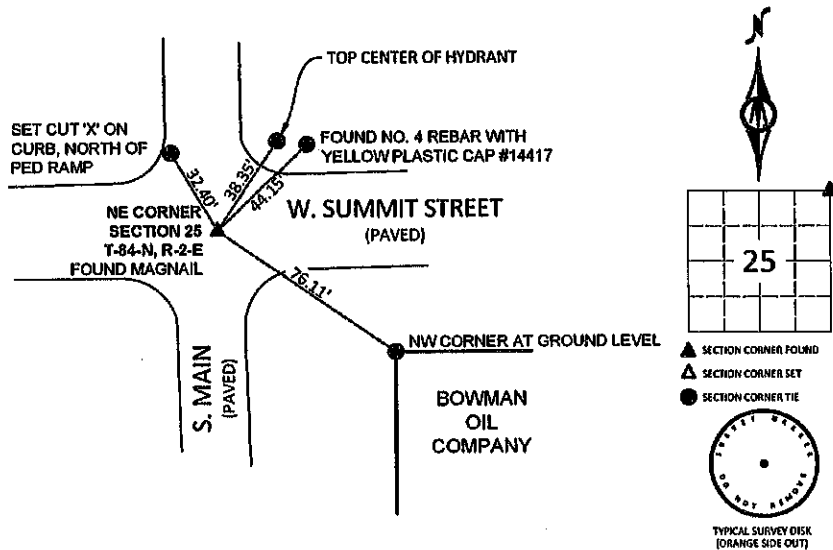 TOP CENTER OF HYDRANT
SET CUT 'X' ON
CURB, NORTH OF
PED RAMP
FOUND NO. 4 REBAR WITH
YELLOW PLASTIC CAP #14417
32.40'
38.35'
44.15'
NE CORNER
SECTION 25
T-84-N, R-2-E
FOUND MAGNAIL
W. SUMMIT STREET
(PAVED)
76.11'
S. MAIN
(PAVED)
NW CORNER AT GROUND LEVEL
BOWMAN
OIL
COMPANY
N
25
SECTION CORNER FOUND
SECTION CORNER SET
SECTION CORNER TIE
SURVEY MARKER
DO NOT REMOVE
TYPICAL SURVEY DISK
(ORANGE SIDE OUT)